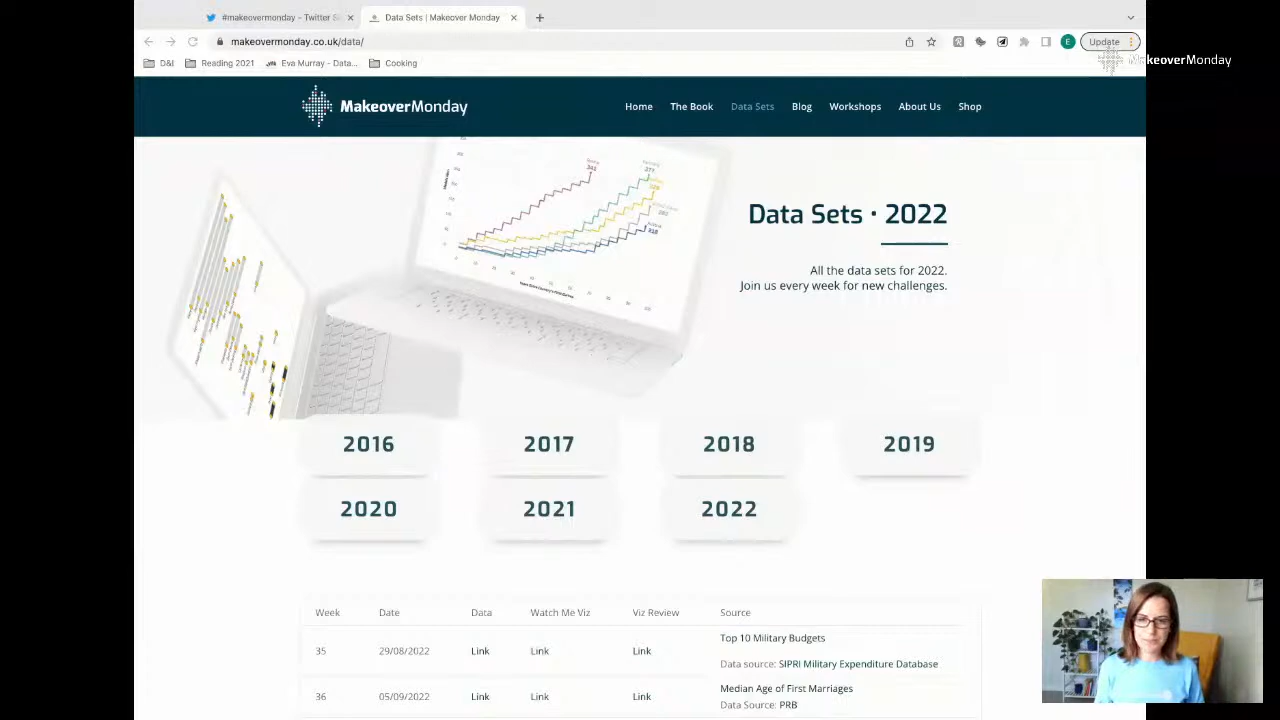 #makeovermonday - Twitter S
Data Sets | Makeover Monday
makeovermonday.co.uk/data/
Update
D&I
Reading 2021
Eva Murray - Data...
Cooking
MakeoverMonday
MakeoverMonday
Home
The Book
Data Sets
Blog
Workshops
About Us
Shop
Data Sets · 2022
All the data sets for 2022.
Join us every week for new challenges.
2016
2017
2018
2019
2020
2021
2022
Week Date Data Watch Me Viz Viz Review Source
35 29/08/2022 Link Link Link
Top 10 Military Budgets
Data source: SIPRI Military Expenditure Database
36 05/09/2022 Link Link Link
Median Age of First Marriages
Data Source: PRB